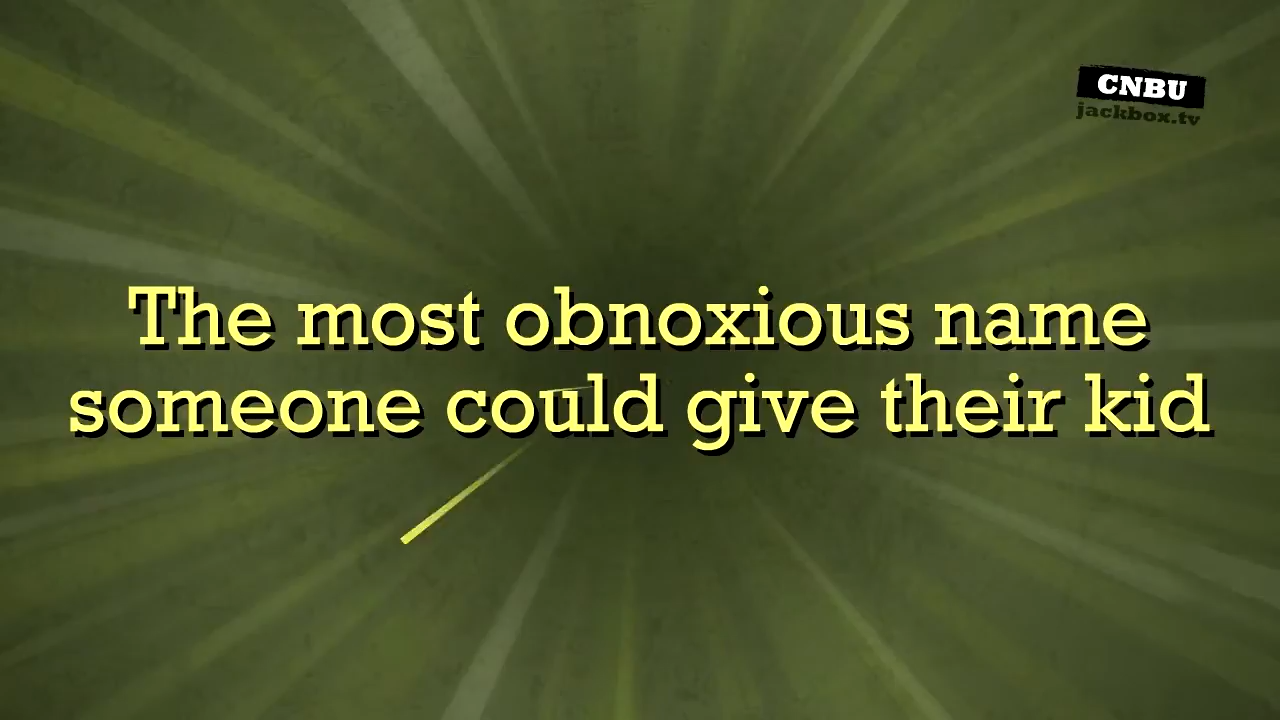 CNBU
jackbox.tv
The most obnoxious name
someone could give their kid